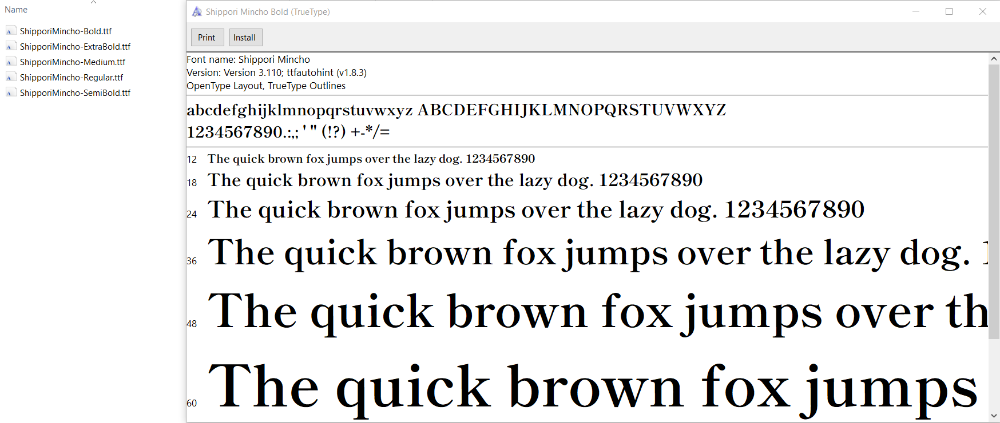 Name
ShipporiMincho-Bold.ttf
ShipporiMincho-ExtraBold.ttf
ShipporiMincho-Medium.ttf
ShipporiMincho-Regular.ttf
ShipporiMincho-SemiBold.ttf
Shippori Mincho Bold (TrueType)
Print Install
Font name: Shippori Mincho
Version: Version 3.110; ttfautohint (v1.8.3)
OpenType Layout, TrueType Outlines
abcdefghijklmnopqrstuvwxyz ABCDEFGHIJKLMNOPQRSTUVWXYZ
1234567890.:,; ' " (!?) +-*/=
12 The quick brown fox jumps over the lazy dog. 1234567890
18 The quick brown fox jumps over the lazy dog. 1234567890
24 The quick brown fox jumps over the lazy dog. 1234567890
36 The quick brown fox jumps over the lazy dog. 1
48 The quick brown fox jumps over th
60 The quick brown fox jumps